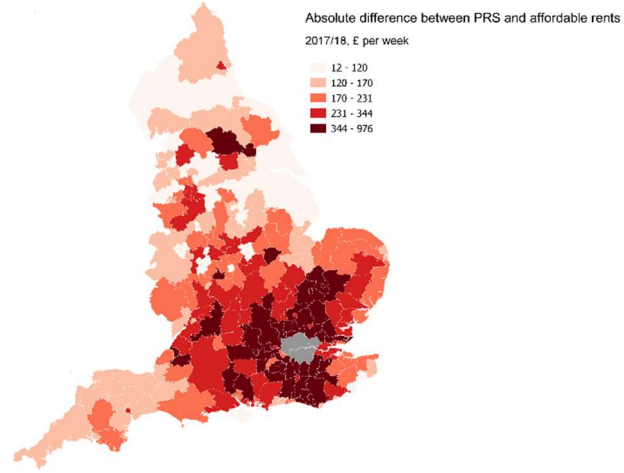 Absolute difference between PRS and affordable rents
2017/18, £ per week
12 - 120
120 - 170
170 - 231
231 - 344
344 - 976